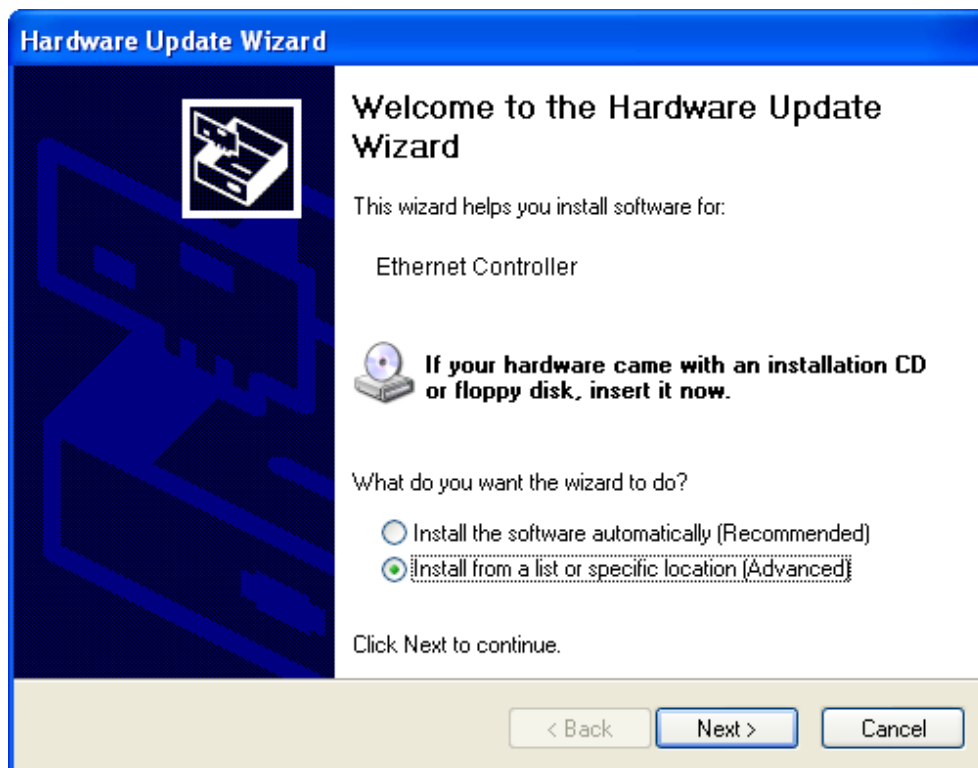 Hardware Update Wizard
Welcome to the Hardware Update
Wizard
This wizard helps you install software for:
Ethernet Controller
If your hardware came with an installation CD
or floppy disk, insert it now.
What do you want the wizard to do?
Install the software automatically (Recommended)
Install from a list or specific location (Advanced)
Click Next to continue.
< Back
Next >
Cancel